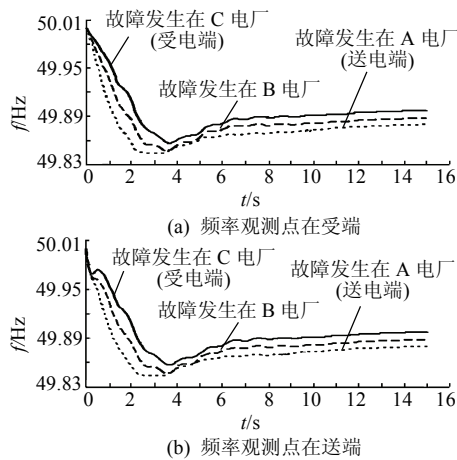 50.01
故障发生在 C 电厂
(受电端)
故障发生在 A 电厂
(送电端)
49.95
故障发生在 B 电厂
f/Hz
49.89
49.83
0 2 4 6 8 10 12 14 16
t/s
(a) 频率观测点在受端
50.01
故障发生在 C 电厂
(受电端)
故障发生在 A 电厂
(送电端)
49.95
故障发生在 B 电厂
f/Hz
49.89
49.83
0 2 4 6 8 10 12 14 16
t/s
(b) 频率观测点在送端